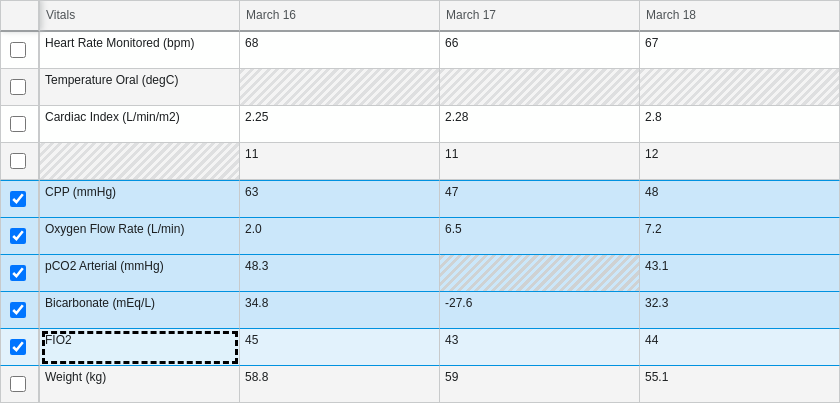 Vitals March 16 March 17 March 18
Heart Rate Monitored (bpm) 68 66 67
Temperature Oral (degC)
Cardiac Index (L/min/m2) 2.25 2.28 2.8
11 11 12
CPP (mmHg) 63 47 48
Oxygen Flow Rate (L/min) 2.0 6.5 7.2
pCO2 Arterial (mmHg) 48.3 43.1
Bicarbonate (mEq/L) 34.8 -27.6 32.3
FIO2 45 43 44
Weight (kg) 58.8 59 55.1